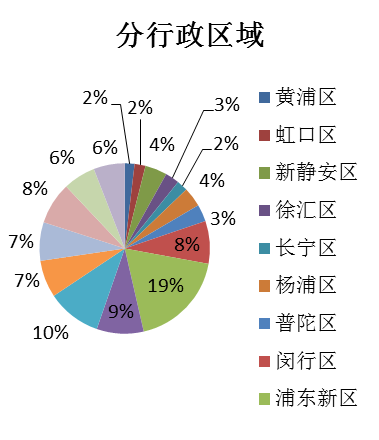 分行政区域
2%
2%
4%
3%
2%
4%
3%
8%
19%
9%
10%
7%
7%
8%
6%
6%
黄浦区
虹口区
新静安区
徐汇区
长宁区
杨浦区
普陀区
闵行区
浦东新区